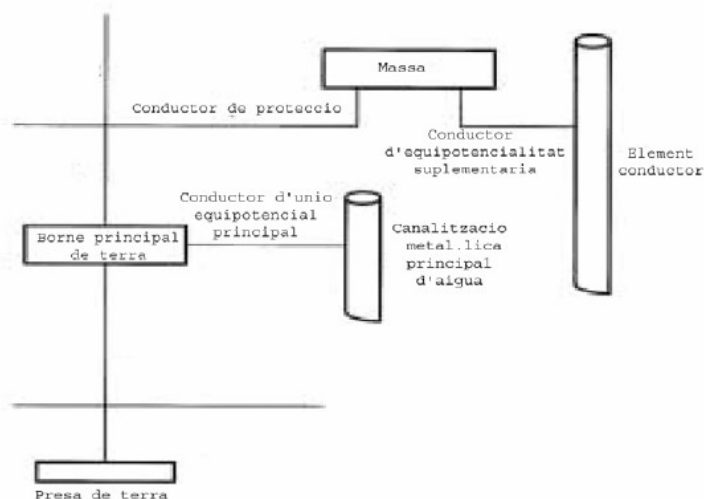 Massa
Conductor de proteccio
Conductor
d'equipotencialitat
suplementaria
Element
conductor
Conductor d'unio
equipotencial
principal
Borne principal
de terra
Canalització
metal.lica
principal
d'aigua
Presa de terra